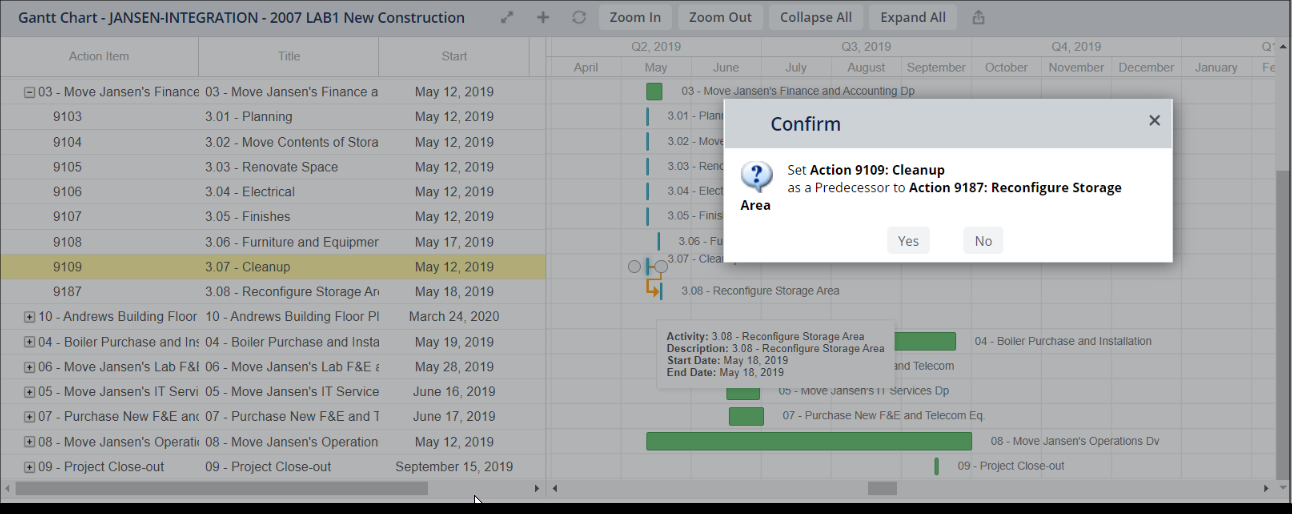 Gantt Chart - JANSEN-INTEGRATION - 2007 LAB1 New Construction Zoom In Zoom Out Collapse All Expand All
Action Item Title Start
Q2, 2019 Q3, 2019 Q4, 2019
April May June July August September October November December January
03 - Move Jansen's Finance 03 - Move Jansen's Finance a May 12, 2019 03 - Move Jansen's Finance and Accounting Dp
9103 3.01 - Planning May 12, 2019 3.01 -
9104 3.02 - Move Contents of Stora May 12, 2019 3.02 - Move
9105 3.03 - Renovate Space May 12, 2019 3.03 -
9106 3.04 - Electrical May 12, 2019 3.04 -
9107 3.05 - Finishes May 12, 2019 3.05 -
9108 3.06 - Furniture and Equipmer May 17, 2019 3.06 -
9109 3.07 - Cleanup May 12, 2019 3.07 -
9187 3.08 - Reconfigure Storage Are May 18, 2019 3.08 - Reconfigure Storage Area
10 - Andrews Building Floor 10 - Andrews Building Floor Pl March 24, 2020
04 - Boiler Purchase and Ins 04 - Boiler Purchase and Insta May 19, 2019 04 - Boiler Purchase and Installation
06 - Move Jansen's Lab F&E 06 - Move Jansen's Lab F&E May 28, 2019 and Telecom
05 - Move Jansen's IT Servi 05 - Move Jansen's IT Service June 16, 2019 05 - Move Jansen's IT Services Dp
07 - Purchase New F&E and 07 - Purchase New F&E and T June 17, 2019 07 - Purchase New F&E and Telecom Eq.
08 - Move Jansen's Operati 08 - Move Jansen's Operation May 12, 2019 08 - Move Jansen's Operations Dv
09 - Project Close-out 09 - Project Close-out September 15, 2019 09 - Project Close-out
Confirm
Set Action 9109: Cleanup
as a Predecessor to Action 9187: Reconfigure Storage
Area
Yes No
Activity: 3.08 - Reconfigure Storage Area
Description: 3.08 - Reconfigure Storage Area
Start Date: May 18, 2019
End Date: May 18, 2019